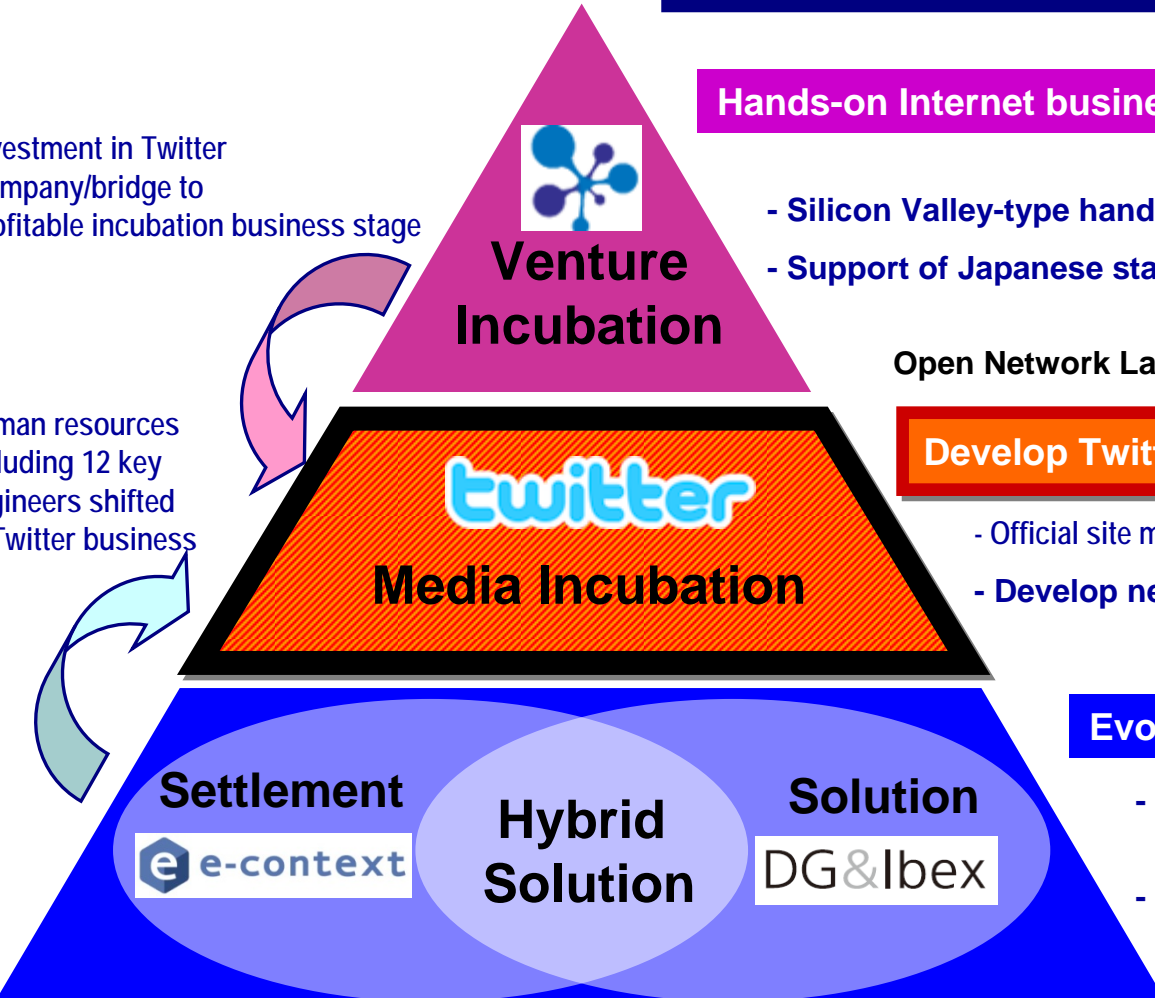 Hands-on Internet busine
vestment in Twitter
mpany/bridge to
ofitable incubation business stage
- Silicon Valley-type hand
- Support of Japanese sta
Venture
Incubation
Open Network La
man resources
luding 12 key
gineers shifted
Twitter business
Develop Twitt
twitter
- Official site m
Media Incubation
- Develop ne
Evo
Settlement
e e-context
Hybrid
Solution
Solution
DG&Ibex
-
-